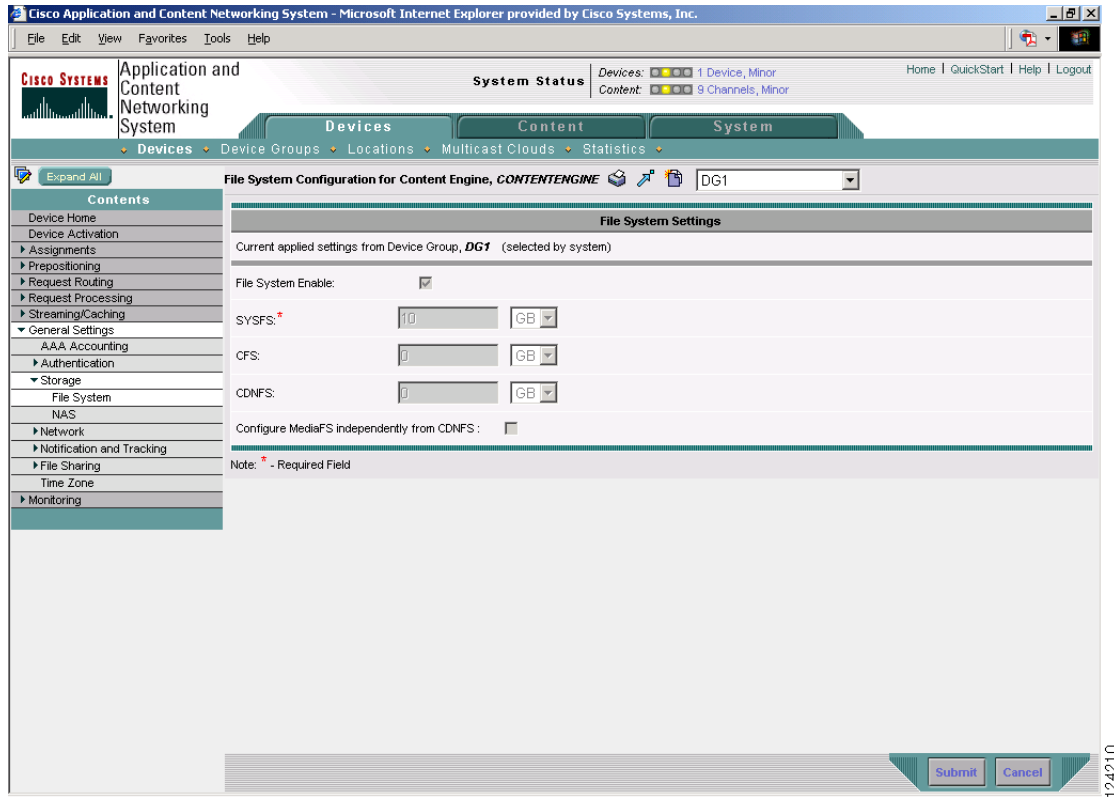 Cisco Application and Content Networking System - Microsoft Internet Explorer provided by Cisco Systems, Inc.
File Edit View Favorites Tools Help
CISCO SYSTEMS
Application and
Content
Networking
System
System Status
Devices: 1 Device, Minor
Content: 9 Channels, Minor
Home | QuickStart | Help | Logout
Devices Content System
Devices Device Groups Locations Multicast Clouds Statistics
Expand All
File System Configuration for Content Engine, CONTENTENGINE DG1
Contents
Device Home
Device Activation
Assignments
Prepositioning
Request Routing
Request Processing
Streaming/Caching
General Settings
AAA Accounting
Authentication
Storage
File System
NAS
Network
Notification and Tracking
File Sharing
Time Zone
Monitoring
File System Settings
Current applied settings from Device Group, DG1 (selected by system)
File System Enable:
SYSFS:* 10 GB
CFS: 0 GB
CDNFS: 0 GB
Configure MediaFS independently from CDNFS :
Note: * - Required Field
Submit Cancel
124210